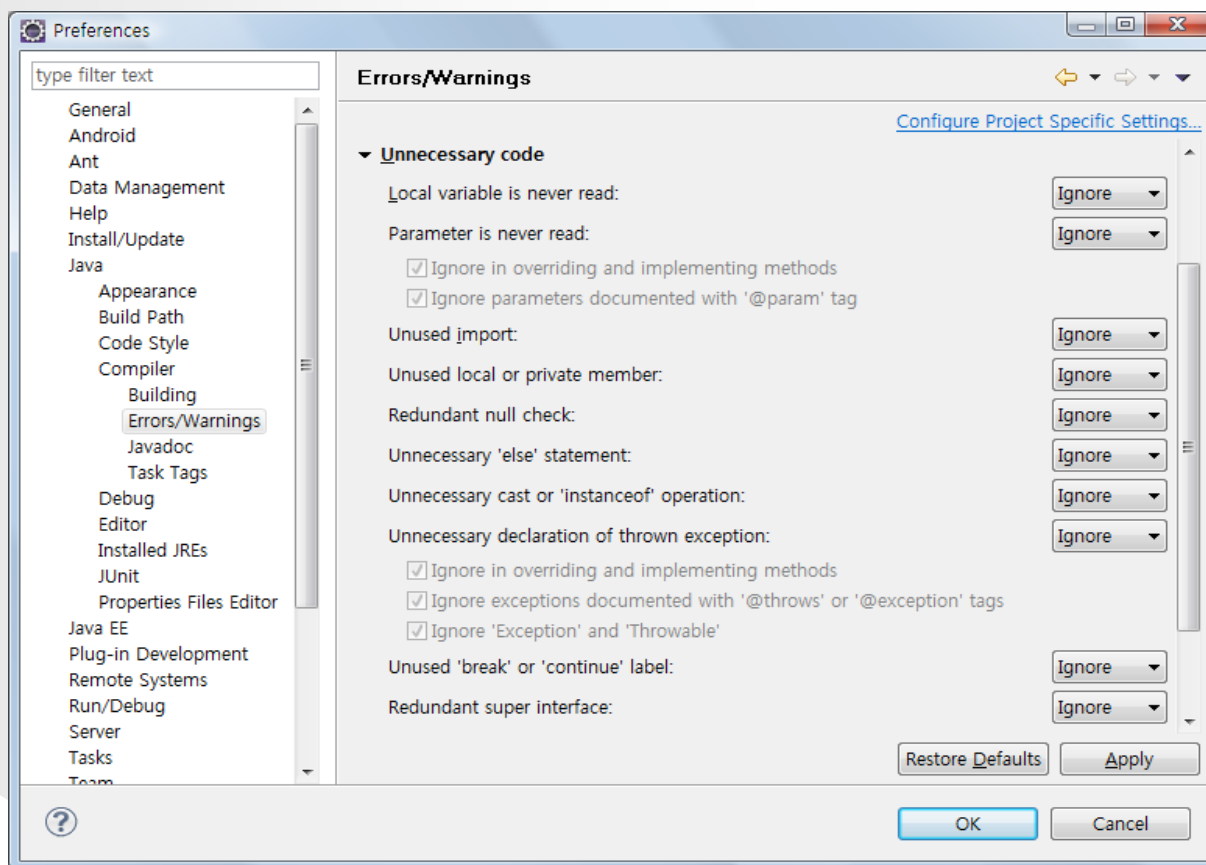 Preferences
type filter text
General
Android
Ant
Data Management
Help
Install/Update
Java
Appearance
Build Path
Code Style
Compiler
Building
Errors/Warnings
Javadoc
Task Tags
Debug
Editor
Installed JREs
JUnit
Properties Files Editor
Java EE
Plug-in Development
Remote Systems
Run/Debug
Server
Tasks
Team
Errors/Warnings
Configure Project Specific Settings...
Unnecessary code
Local variable is never read: Ignore
Parameter is never read: Ignore
Ignore in overriding and implementing methods
Ignore parameters documented with '@param' tag
Unused import: Ignore
Unused local or private member: Ignore
Redundant null check: Ignore
Unnecessary 'else' statement: Ignore
Unnecessary cast or 'instanceof' operation: Ignore
Unnecessary declaration of thrown exception: Ignore
Ignore in overriding and implementing methods
Ignore exceptions documented with '@throws' or '@exception' tags
Ignore 'Exception' and 'Throwable'
Unused 'break' or 'continue' label: Ignore
Redundant super interface: Ignore
Restore Defaults Apply
? OK Cancel